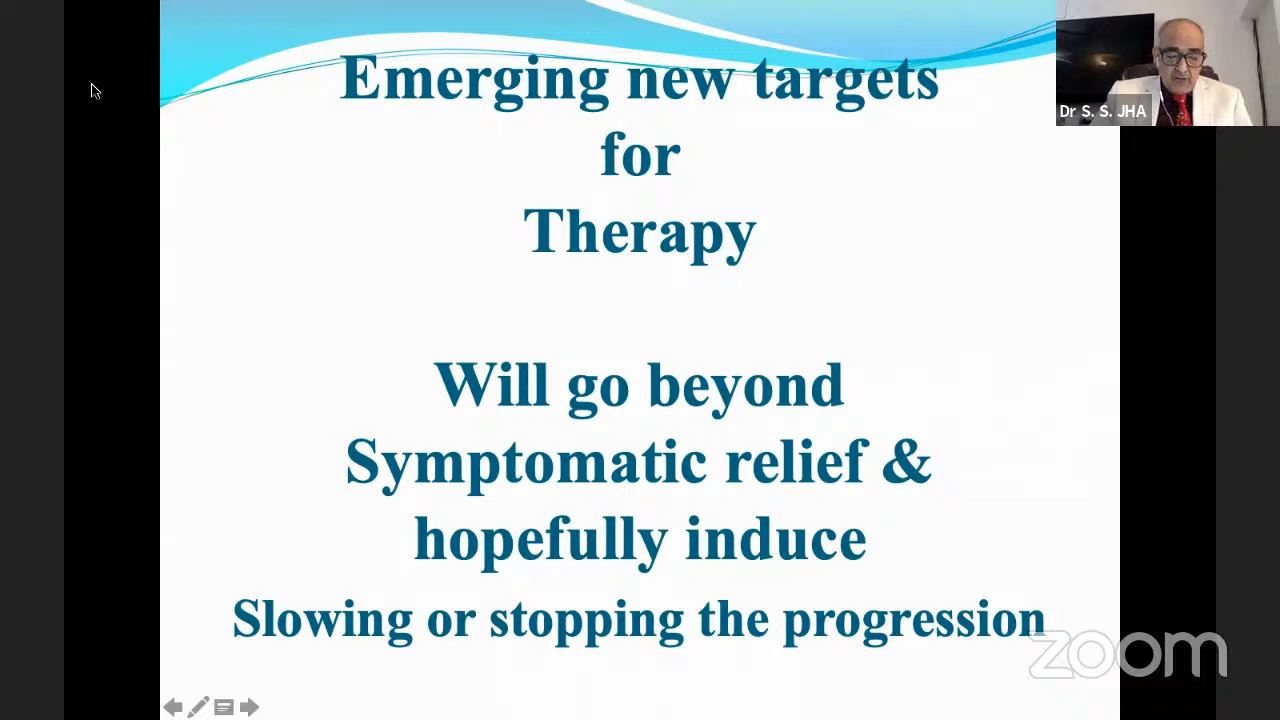 Emerging new targets
for
Therapy
Will go beyond
Symptomatic relief &
hopefully induce
Slowing or stopping the progression
Dr S. S. JHA
zoom